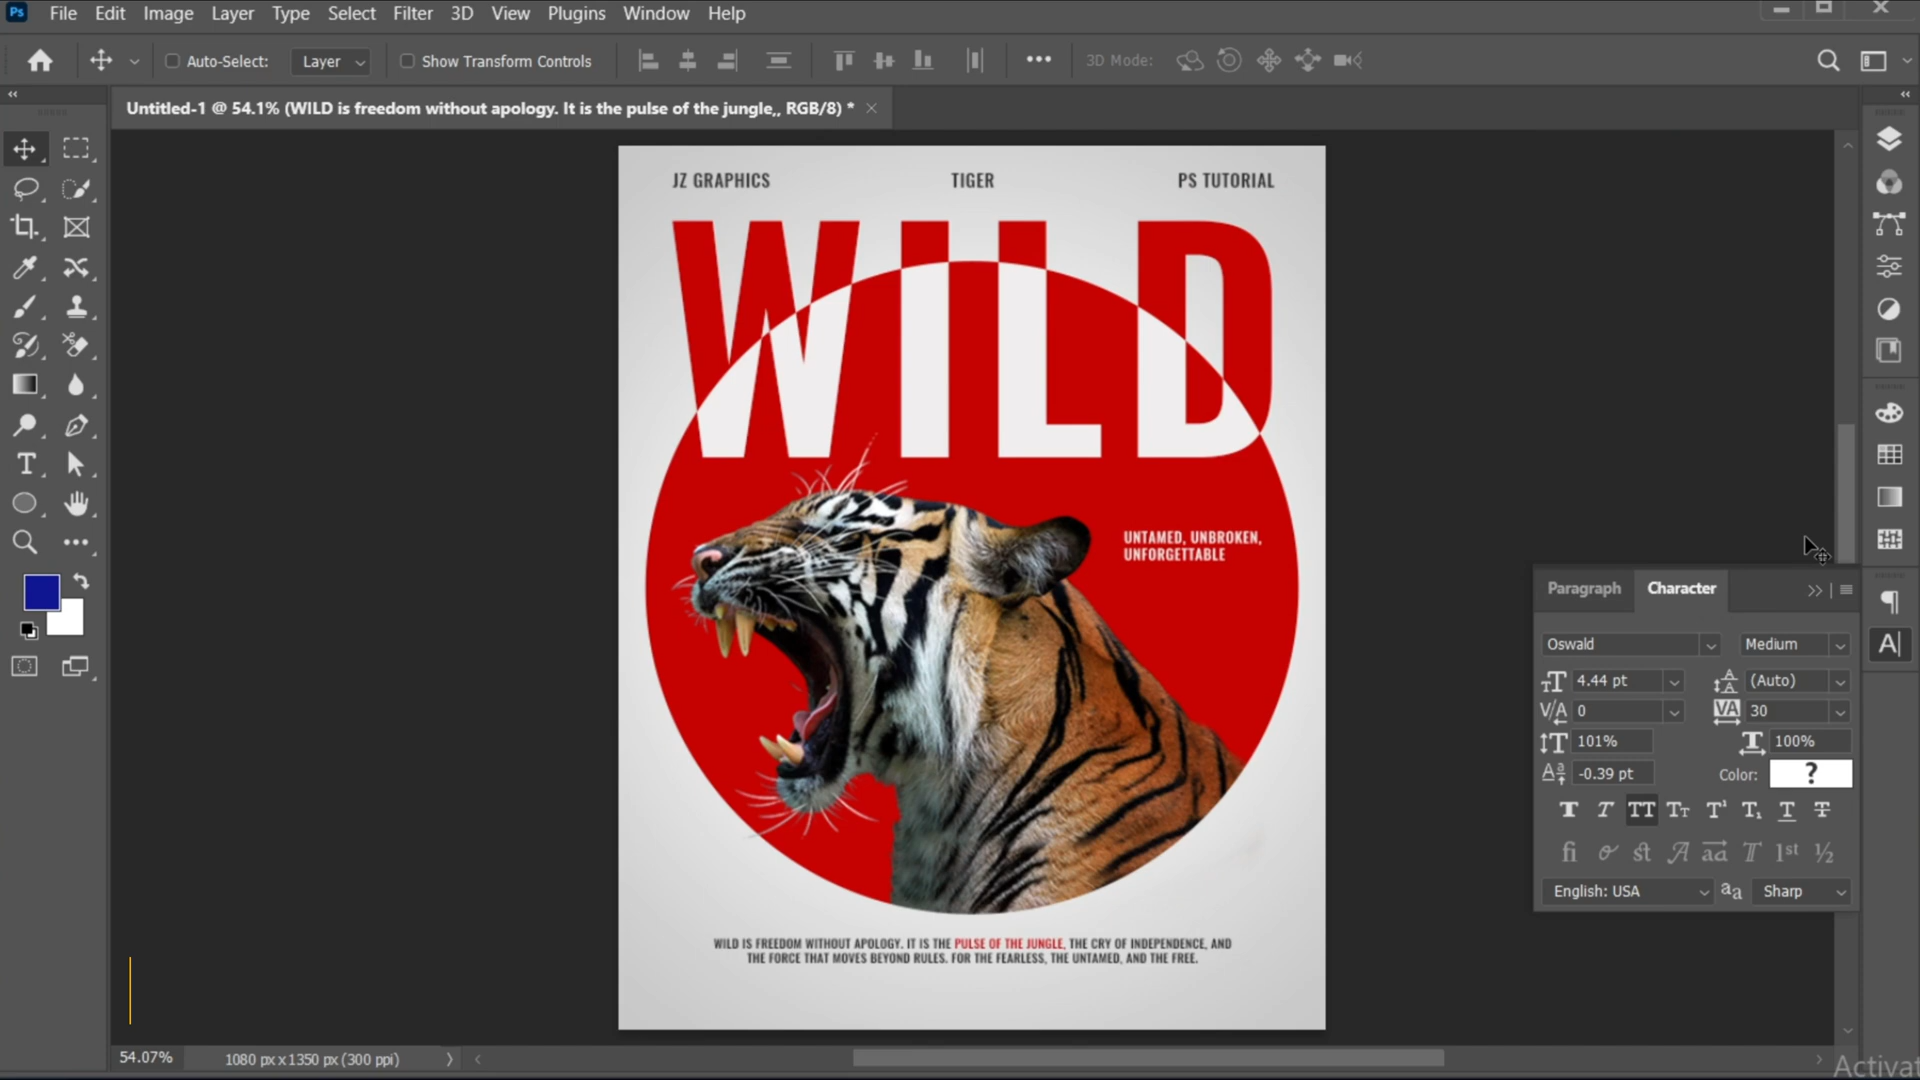 Ps File Edit Image Layer Type Select Filter 3D View Plugins Window Help
Auto-Select: Layer Show Transform Controls 3D Mode:
Untitled-1 @ 54.1% (WILD is freedom without apology. It is the pulse of the jungle,, RGB/8) *
JZ GRAPHICS TIGER PS TUTORIAL
WILD
UNTAMED, UNBROKEN,
UNFORGETTABLE
WILD IS FREEDOM WITHOUT APOLOGY. IT IS THE PULSE OF THE JUNGLE, THE CRY OF INDEPENDENCE, AND
THE FORCE THAT MOVES BEYOND RULES. FOR THE FEARLESS, THE UNTAMED, AND THE FREE.
Paragraph Character
Oswald Medium
4.44 pt (Auto)
0 30
101% 100%
-0.39 pt Color: ?
English: USA Sharp
54.07% 1080 px x 1350 px (300 ppi)
Activat